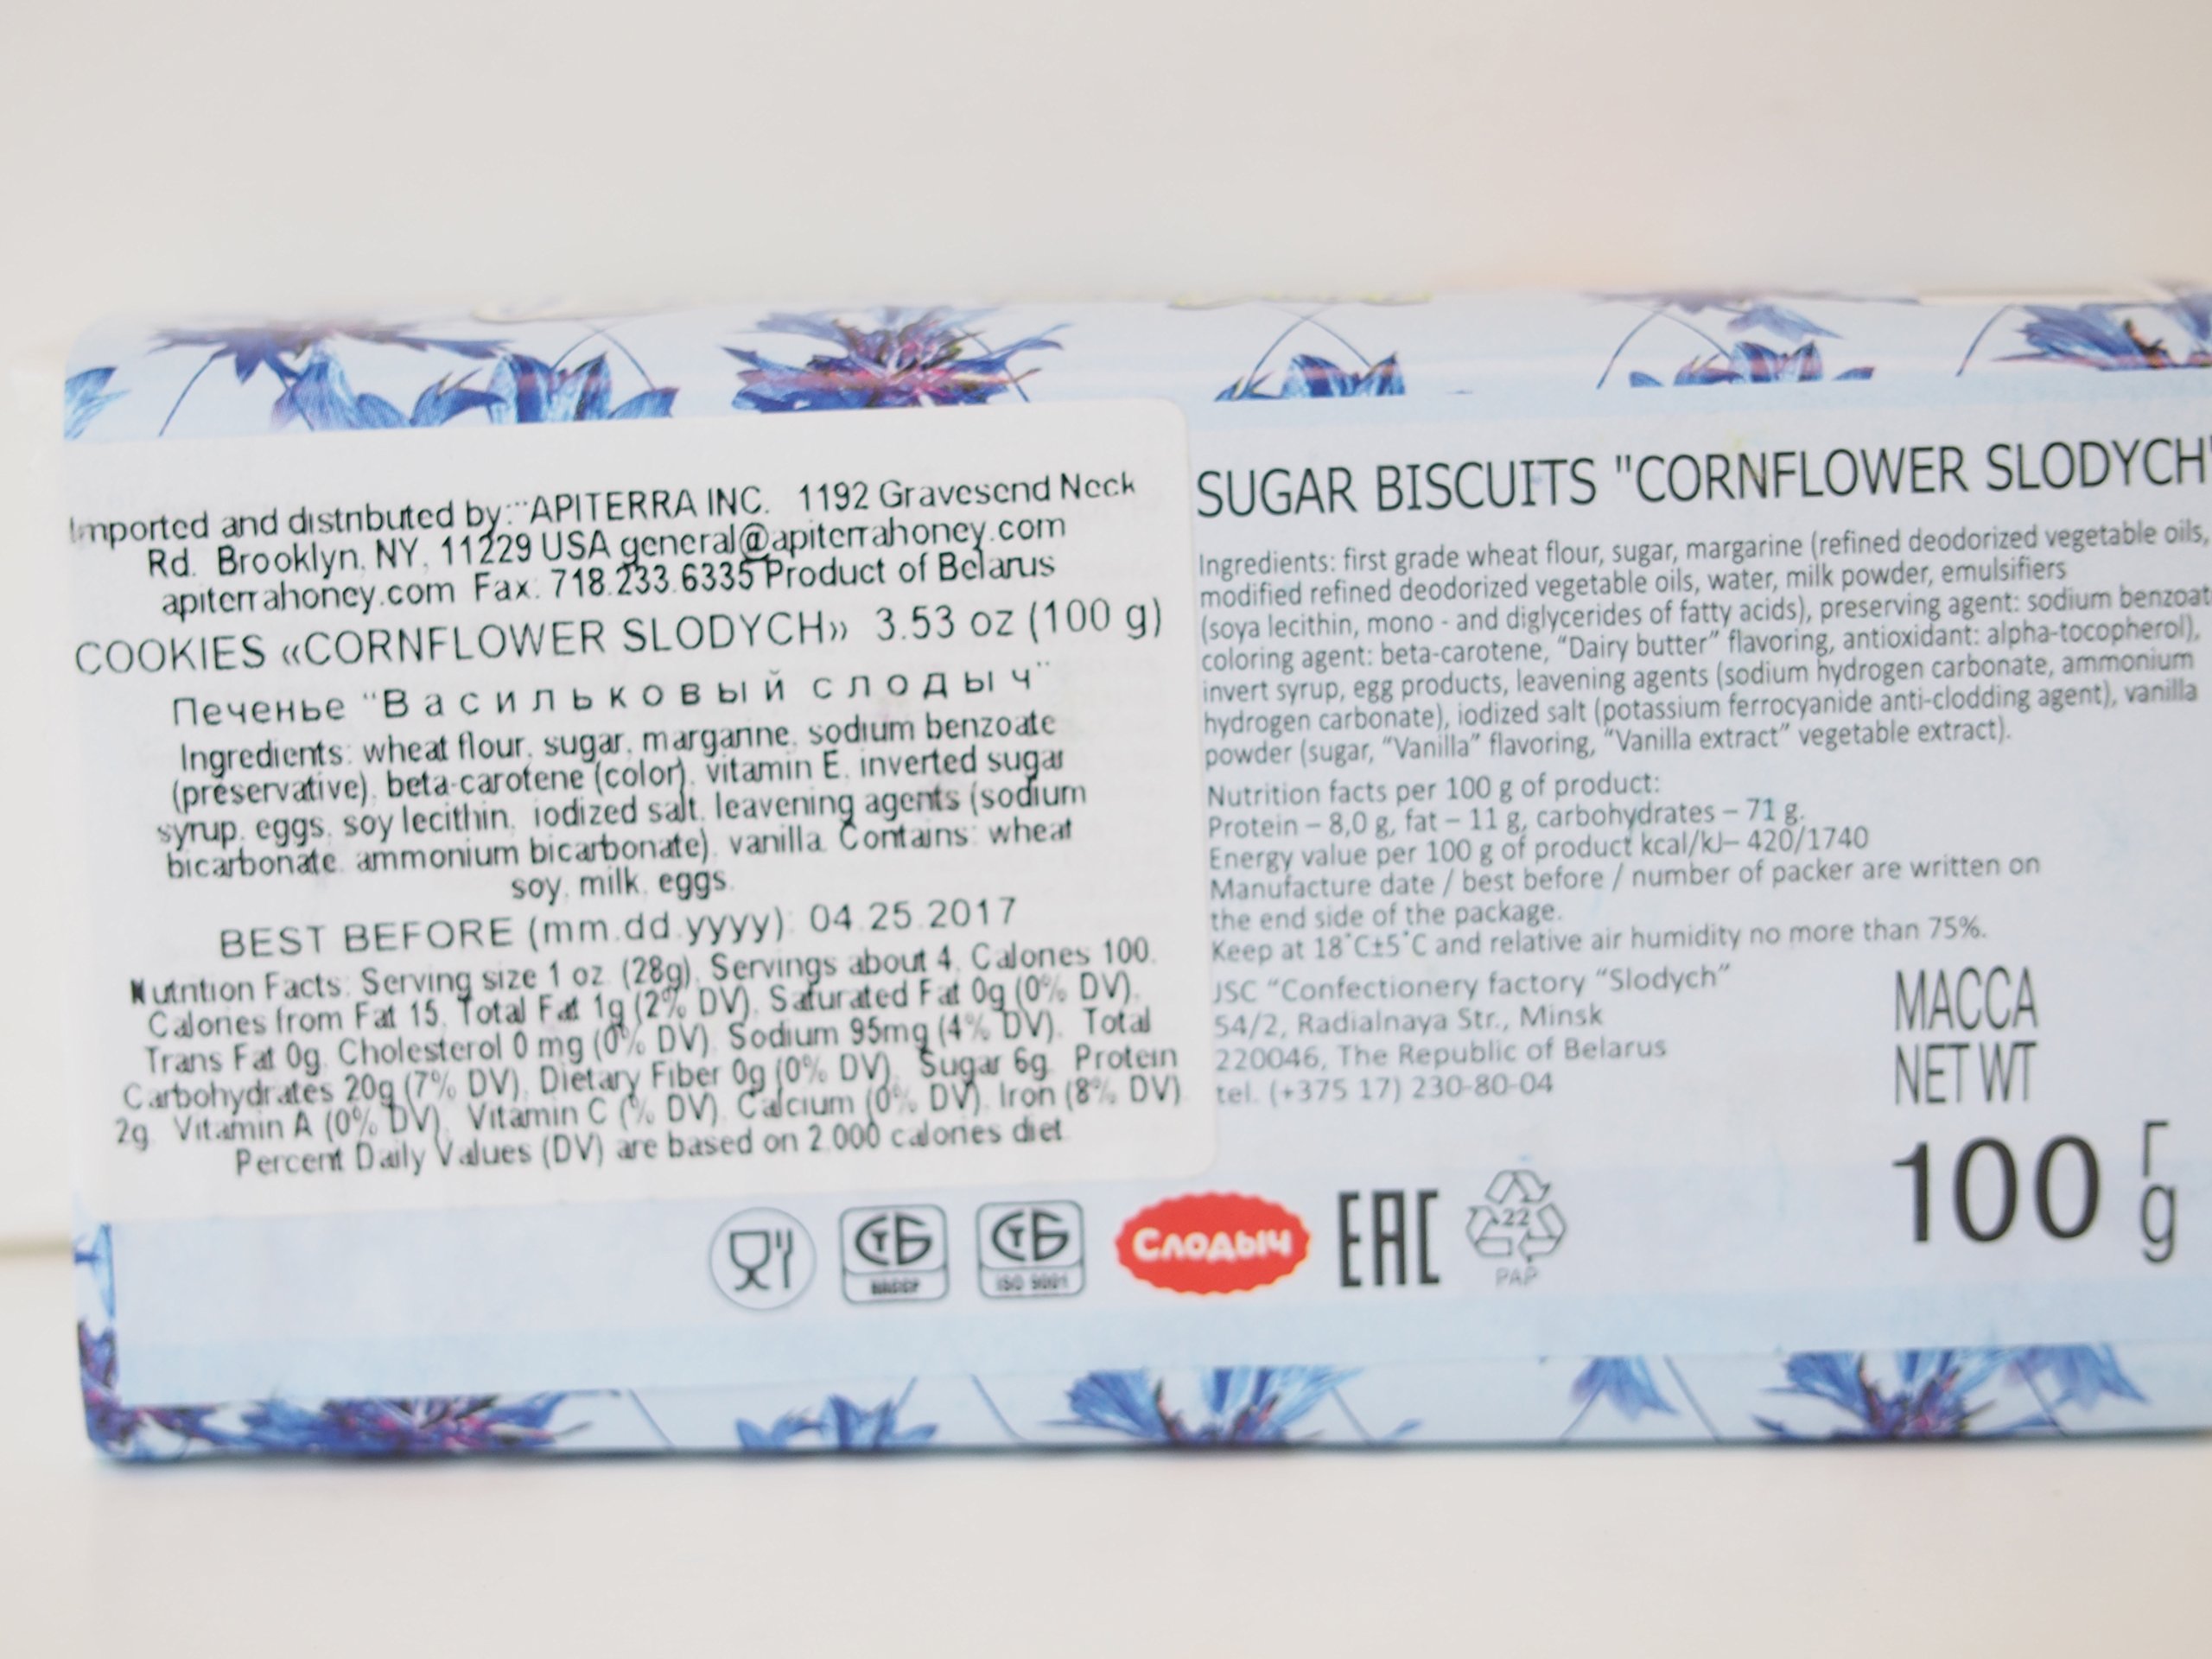 Imported and distributed by:¨APITERRA INC. 1192 Gravesend Neck
Rd. Brooklyn, NY, 11229 USA general@apiterrahoney.com
apiterrahoney.com Fax: 718.233.6335 Product of Belarus
COOKIES «CORNFLOWER SLODYCH» 3.53 oz (100 g)
Печенье "Васильковый слодыч"
Ingredients: wheat flour, sugar, margarine, sodium benzoate
(preservative), beta-carotene (color), vitamin E, inverted sugar
syrup, eggs, soy lecithin, iodized salt, leavening agents (sodium
bicarbonate, ammonium bicarbonate), vanilla. Contains: wheat
soy, milk, eggs.
BEST BEFORE (mm.dd.yyyy): 04.25.2017
Nutrition Facts: Serving size 1 oz (28g), Servings about 4, Calories 100,
Calories from Fat 15, Total Fat 1g (2% DV), Saturated Fat 0g (0% DV),
Trans Fat 0g, Cholesterol 0 mg (0% DV), Sodium 95mg (4% DV), Total
Carbohydrates 20g (7% DV), Dietary Fiber 0g (0% DV), Sugar 6g, Protein
2g, Vitamin A (0% DV), Vitamin C (% DV), Calcium (0% DV), Iron (8% DV).
Percent Daily Values (DV) are based on 2.000 calories diet
SUGAR BISCUITS "CORNFLOWER SLODYCH"
Ingredients: first grade wheat flour, sugar, margarine (refined deodorized vegetable oils,
modified refined deodorized vegetable oils, water, milk powder, emulsifiers
(soya lecithin, mono - and diglycerides of fatty acids), preserving agent: sodium benzoat
coloring agent: beta-carotene, "Dairy butter" flavoring, antioxidant: alpha-tocopherol),
invert syrup, egg products, leavening agents (sodium hydrogen carbonate, ammonium
hydrogen carbonate), iodized salt (potassium ferrocyanide anti-clodding agent), vanilla
powder (sugar, "Vanilla" flavoring, "Vanilla extract" vegetable extract).
Nutrition facts per 100 g of product:
Protein – 8,0 g, fat – 11 g, carbohydrates – 71 g.
Energy value per 100 g of product kcal/kJ– 420/1740
Manufacture date / best before / number of packer are written on
the end side of the package.
Keep at 18˚C±5˚C and relative air humidity no more than 75%.
JSC "Confectionery factory "Slodych"
54/2, Radialnaya Str., Minsk
220046, The Republic of Belarus
tel. (+375 17) 230-80-04
МАССА
NET WT
100 г
g
СТБ
HACCP
СТБ
ISO 9001
Слодыч
EAC
22
PAP